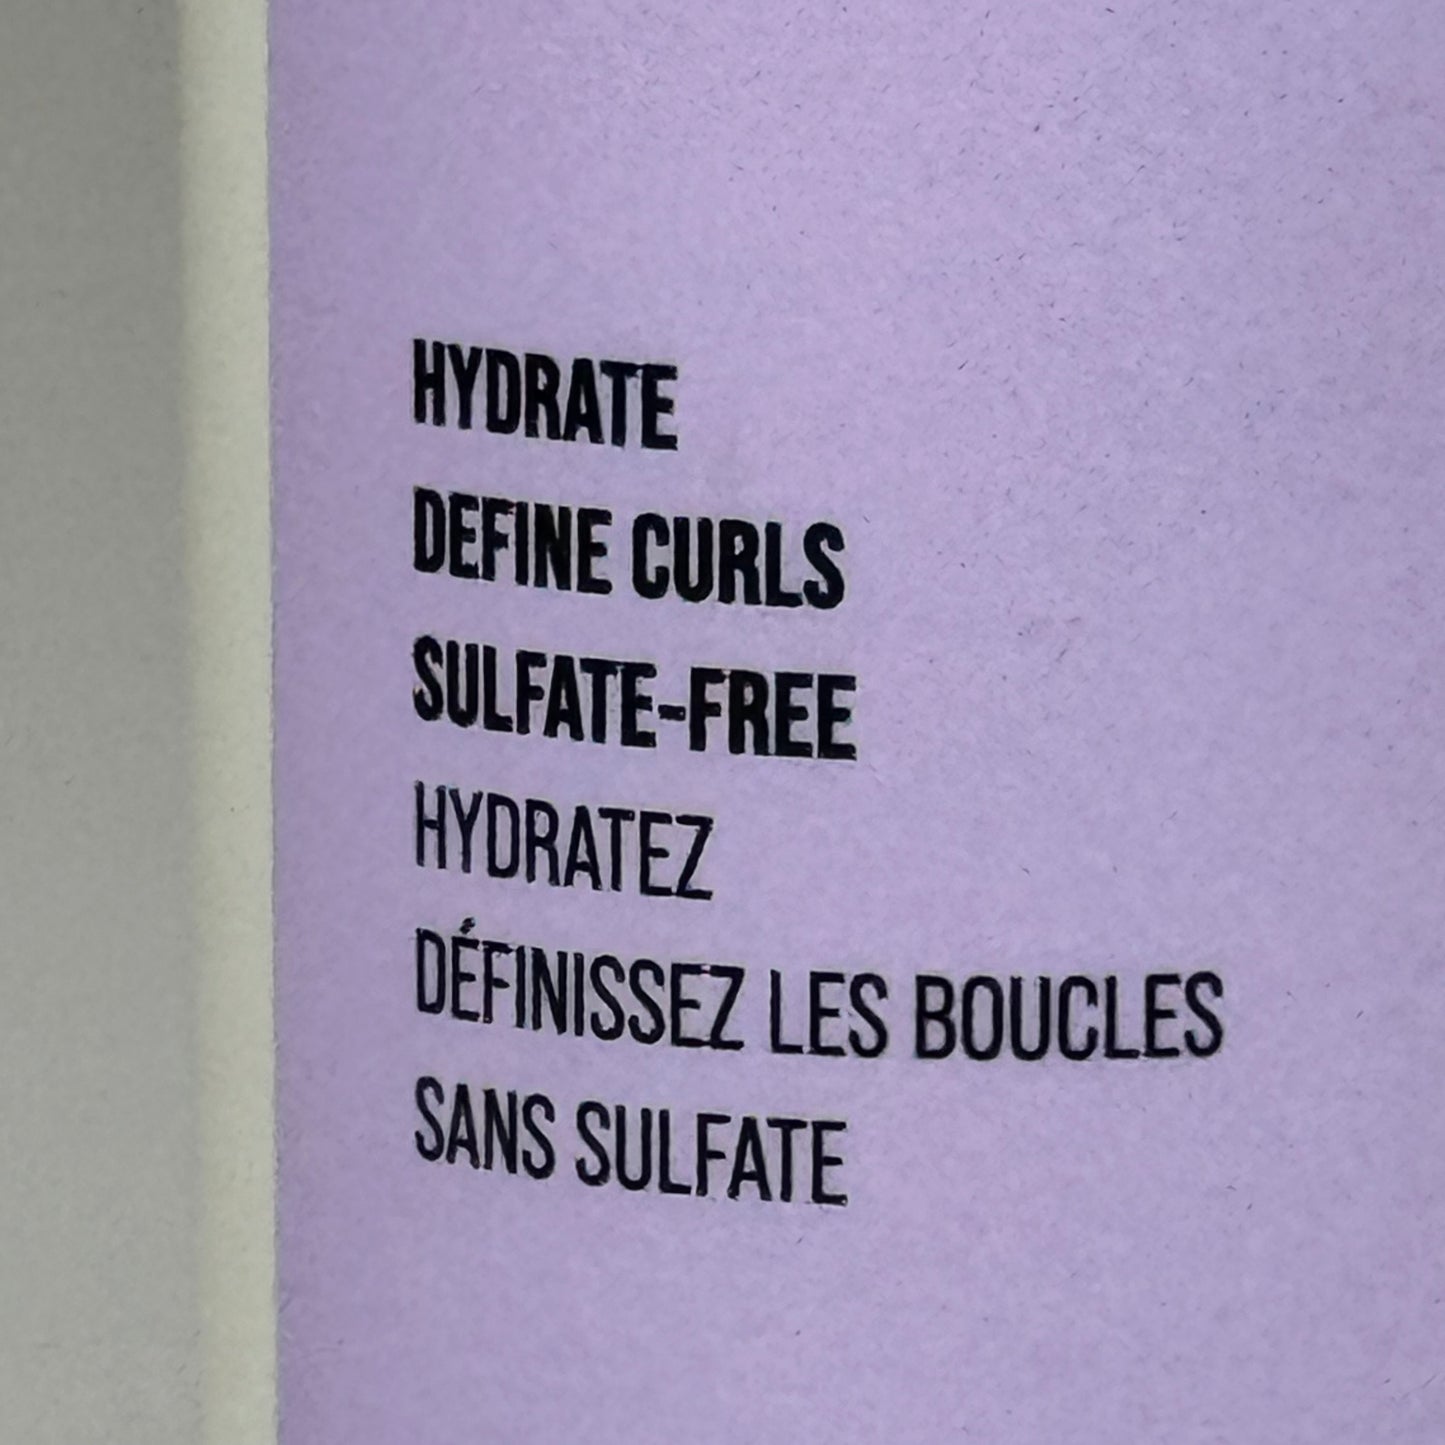 HYDRATE
DEFINE CURLS
SULFATE-FREE
HYDRATEZ
DÉFINISSEZ LES BOUCLES
SANS SULFATE